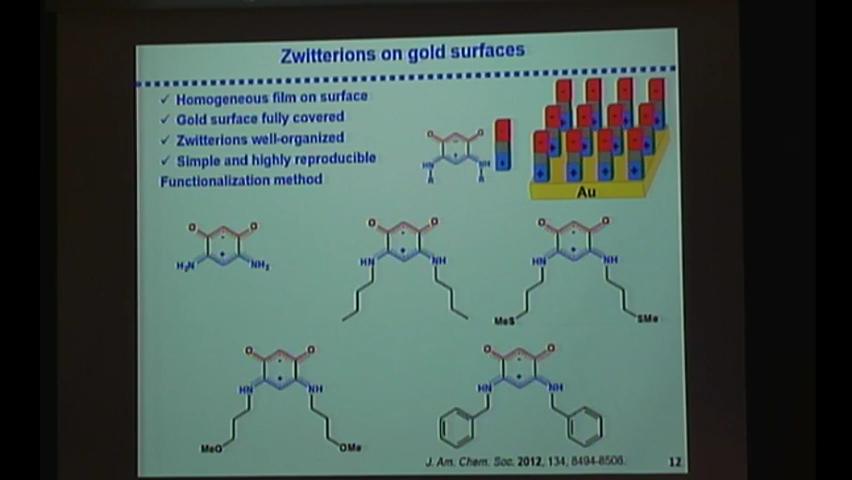 Zwitterions on gold surfaces
✓ Homogeneous film on surface
✓ Gold surface fully covered
✓ Zwitterions well-organized
✓ Simple and highly reproducible
Functionalization method
O O
- +
HN NH
R R
Au
O O
- +
H2N NH2
O O
- +
HN NH
O O
- +
HN NH
MeS SMe
O O
- +
HN NH
MeO OMe
O O
- +
HN NH
J. Am. Chem. Soc. 2012, 134, 8494-8506.
12